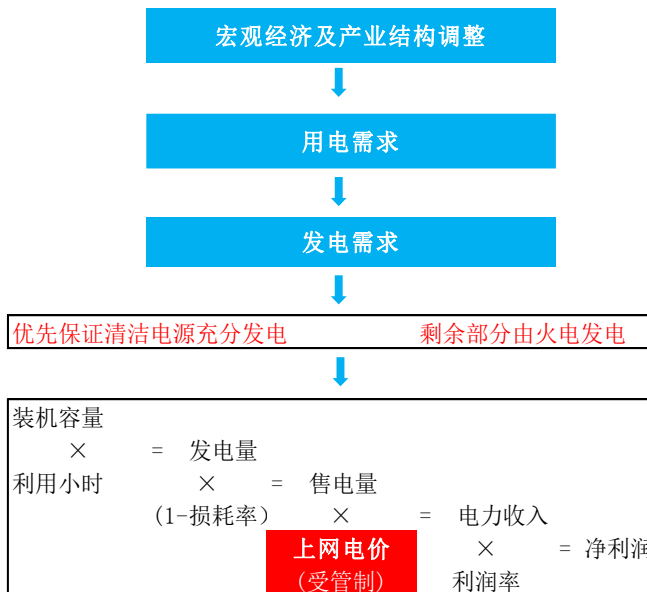 宏观经济及产业结构调整
用电需求
发电需求
优先保证清洁电源充分发电 剩余部分由火电发电
装机容量
× = 发电量
利用小时 × = 售电量
(1-损耗率) × = 电力收入
上网电价 × = 净利润
(受管制) 利润率